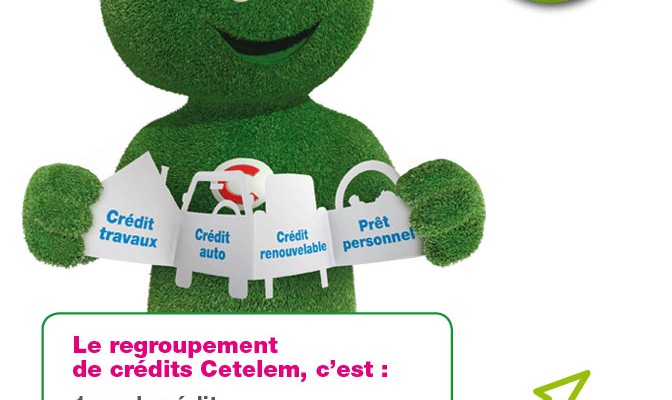 Crédit
travaux
Crédit
auto
Crédit
renouvelable
Prêt
personnel
Le regroupement
de crédits Cetelem, c’est :